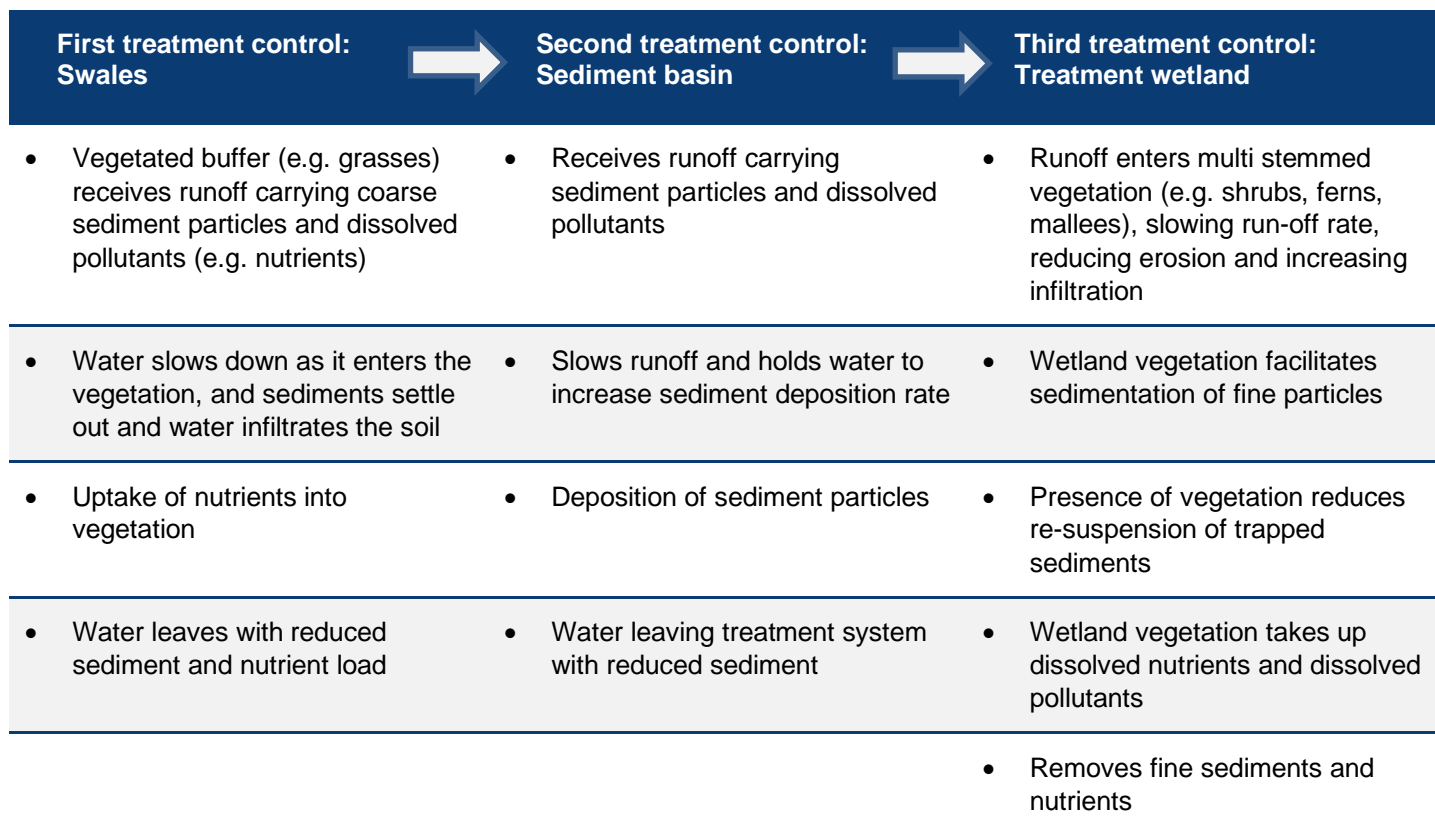 First treatment control:
Swales
Second treatment control:
Sediment basin
Third treatment control:
Treatment wetland
• Vegetated buffer (e.g. grasses)
receives runoff carrying coarse
sediment particles and dissolved
pollutants (e.g. nutrients)
• Receives runoff carrying
sediment particles and dissolved
pollutants
• Runoff enters multi stemmed
vegetation (e.g. shrubs, ferns,
mallees), slowing run-off rate,
reducing erosion and increasing
infiltration
• Water slows down as it enters the
vegetation, and sediments settle
out and water infiltrates the soil
• Slows runoff and holds water to
increase sediment deposition rate
• Wetland vegetation facilitates
sedimentation of fine particles
• Uptake of nutrients into
vegetation
• Deposition of sediment particles
• Presence of vegetation reduces
re-suspension of trapped
sediments
• Water leaves with reduced
sediment and nutrient load
• Water leaving treatment system
with reduced sediment
• Wetland vegetation takes up
dissolved nutrients and dissolved
pollutants
• Removes fine sediments and
nutrients